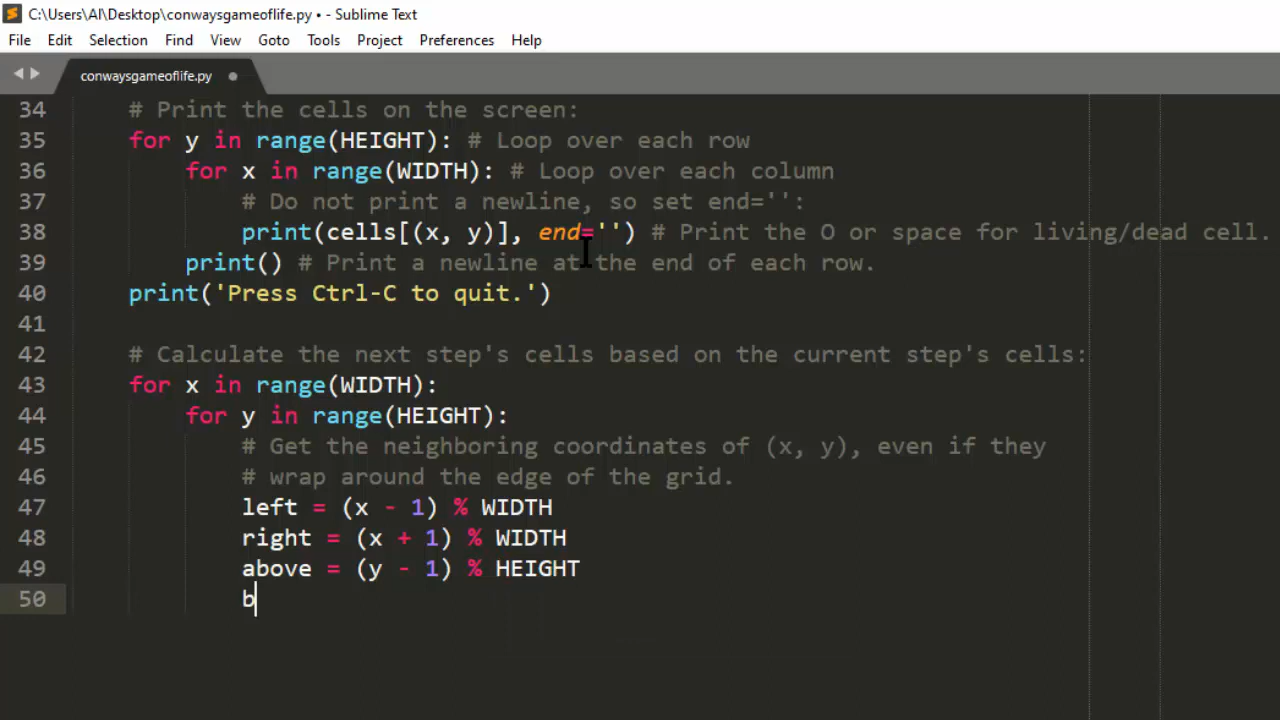 C:\Users\Al\Desktop\conwaysgameoflife.py • - Sublime Text
File Edit Selection Find View Goto Tools Project Preferences Help
conwaysgameoflife.py
34 # Print the cells on the screen:
35 for y in range(HEIGHT): # Loop over each row
36 for x in range(WIDTH): # Loop over each column
37 # Do not print a newline, so set end='':
38 print(cells[(x, y)], end='') # Print the O or space for living/dead cell.
39 print() # Print a newline at the end of each row.
40 print('Press Ctrl-C to quit.')
41
42 # Calculate the next step's cells based on the current step's cells:
43 for x in range(WIDTH):
44 for y in range(HEIGHT):
45 # Get the neighboring coordinates of (x, y), even if they
46 # wrap around the edge of the grid.
47 left = (x - 1) % WIDTH
48 right = (x + 1) % WIDTH
49 above = (y - 1) % HEIGHT
50 b